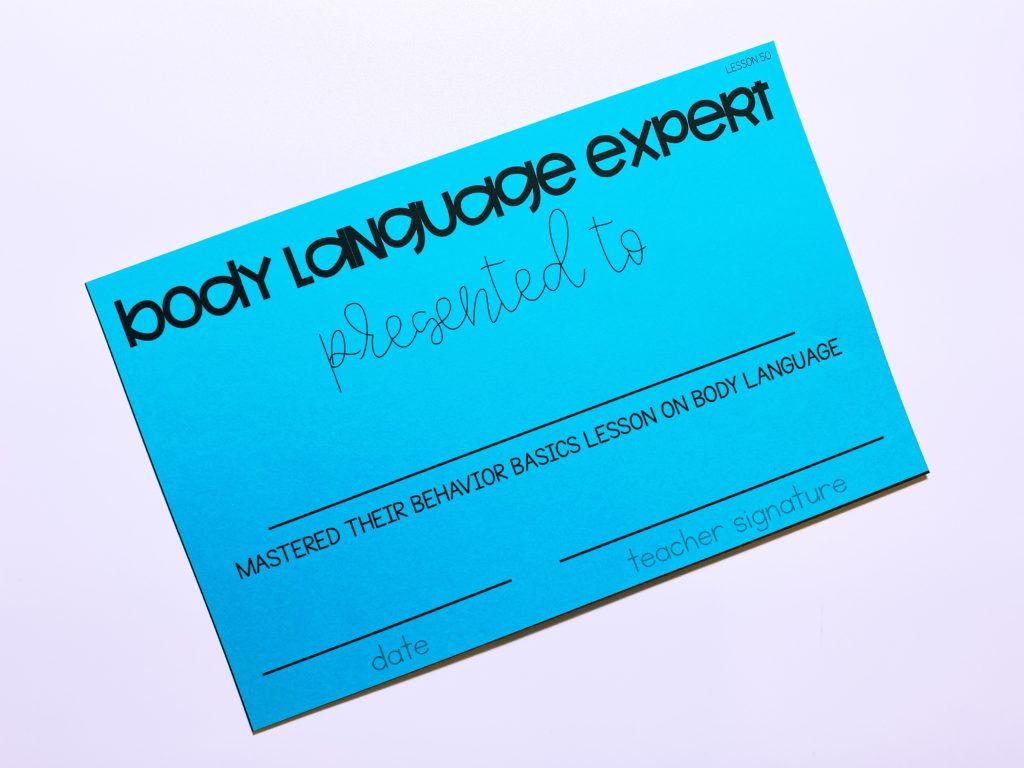 LESSON 50
BODY LANGUAGE EXPERT
presented to
MASTERED THEIR BEHAVIOR BASICS LESSON ON BODY LANGUAGE
teacher signature
date